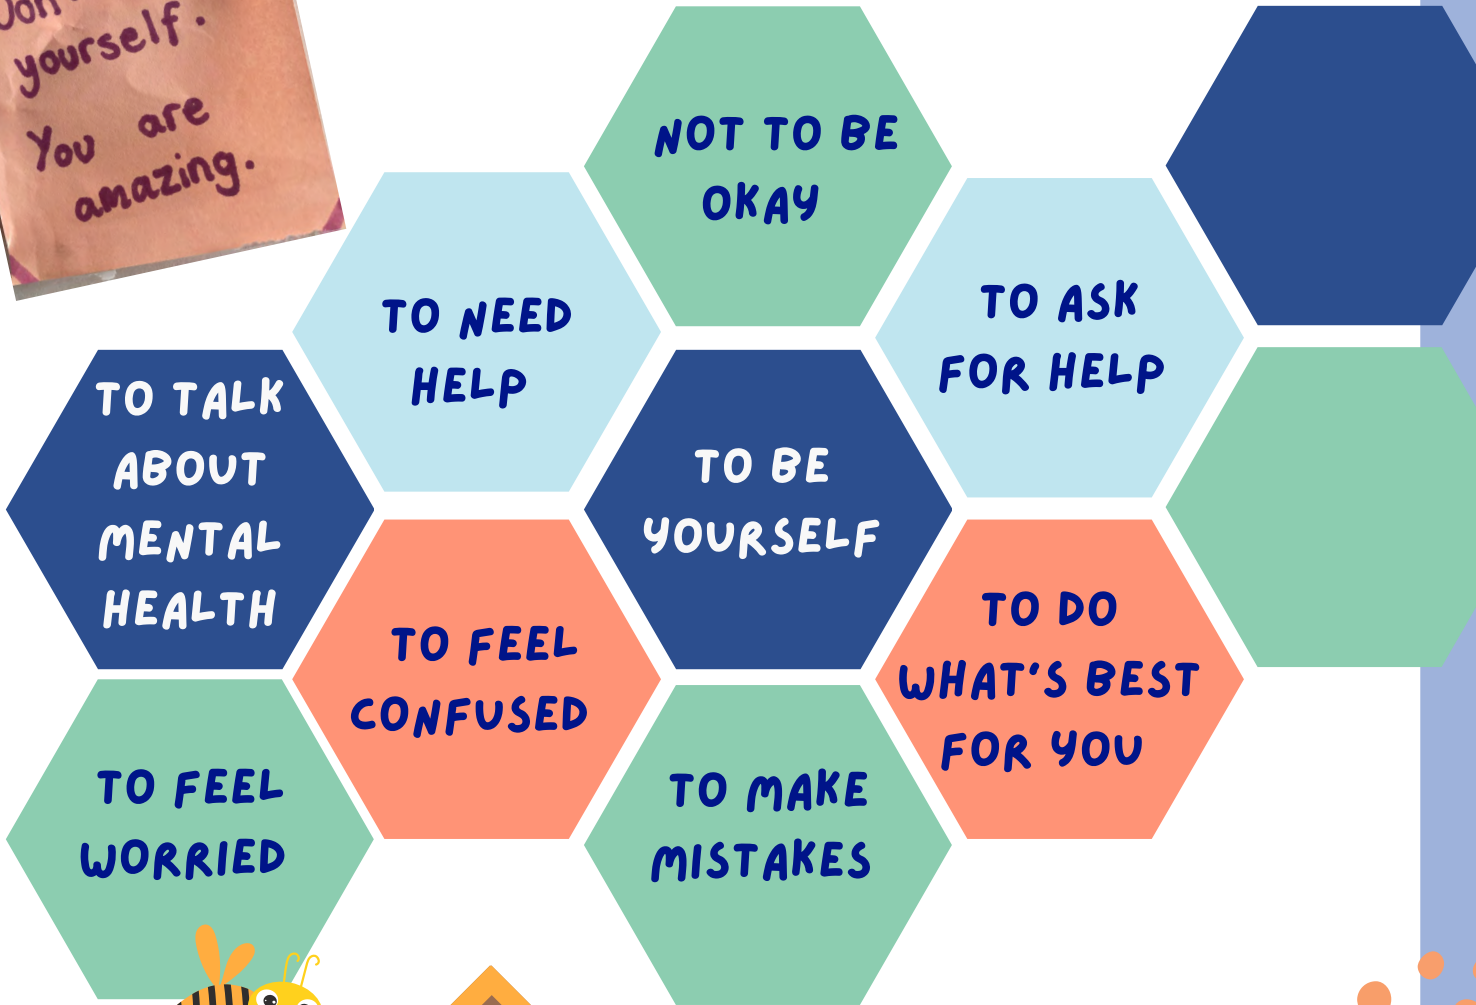 yourself.
You are
amazing.
NOT TO BE
OKAY
TO NEED
HELP
TO ASK
FOR HELP
TO TALK
ABOUT
MENTAL
HEALTH
TO BE
YOURSELF
TO FEEL
CONFUSED
TO DO
WHAT'S BEST
FOR YOU
TO FEEL
WORRIED
TO MAKE
MISTAKES